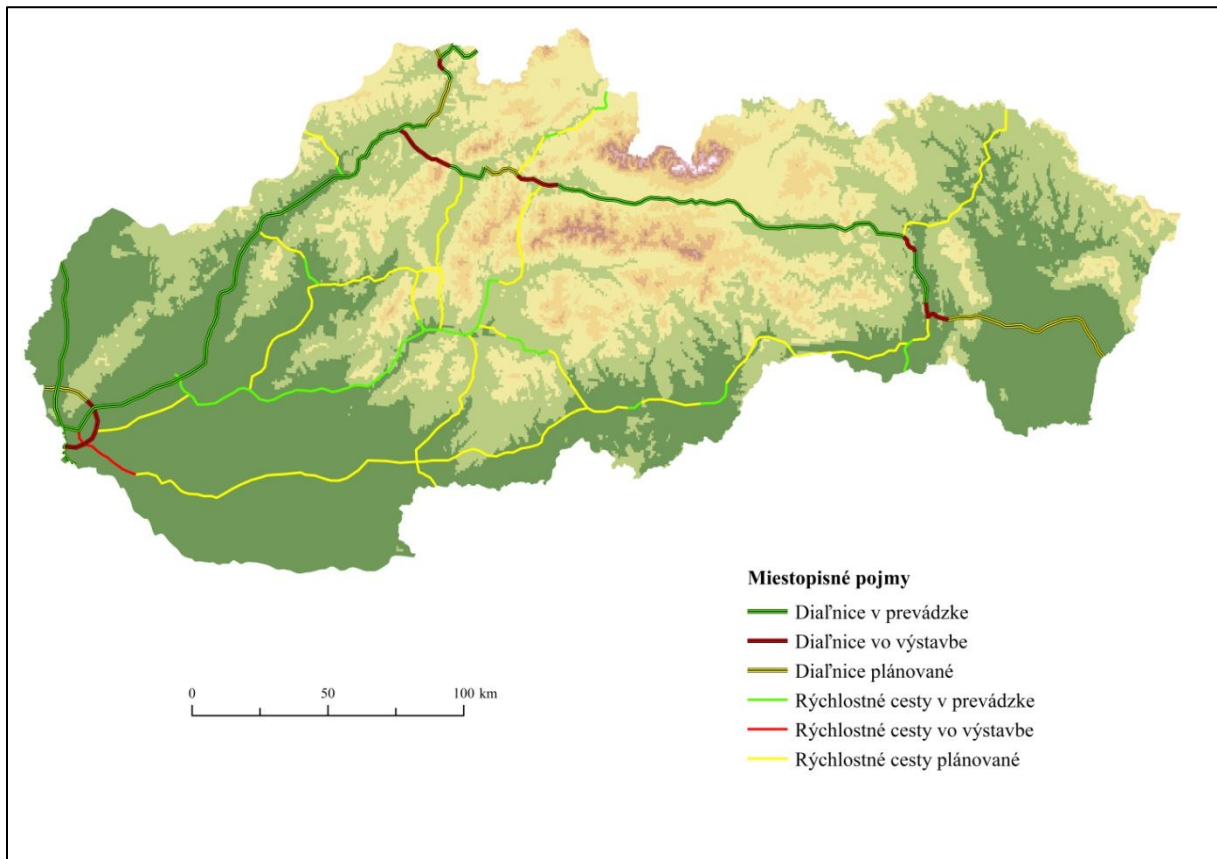 Miestopisné pojmy
Diaľnice v prevádzke
Diaľnice vo výstavbe
Diaľnice plánované
Rýchlostné cesty v prevádzke
Rýchlostné cesty vo výstavbe
Rýchlostné cesty plánované
0 50 100 km